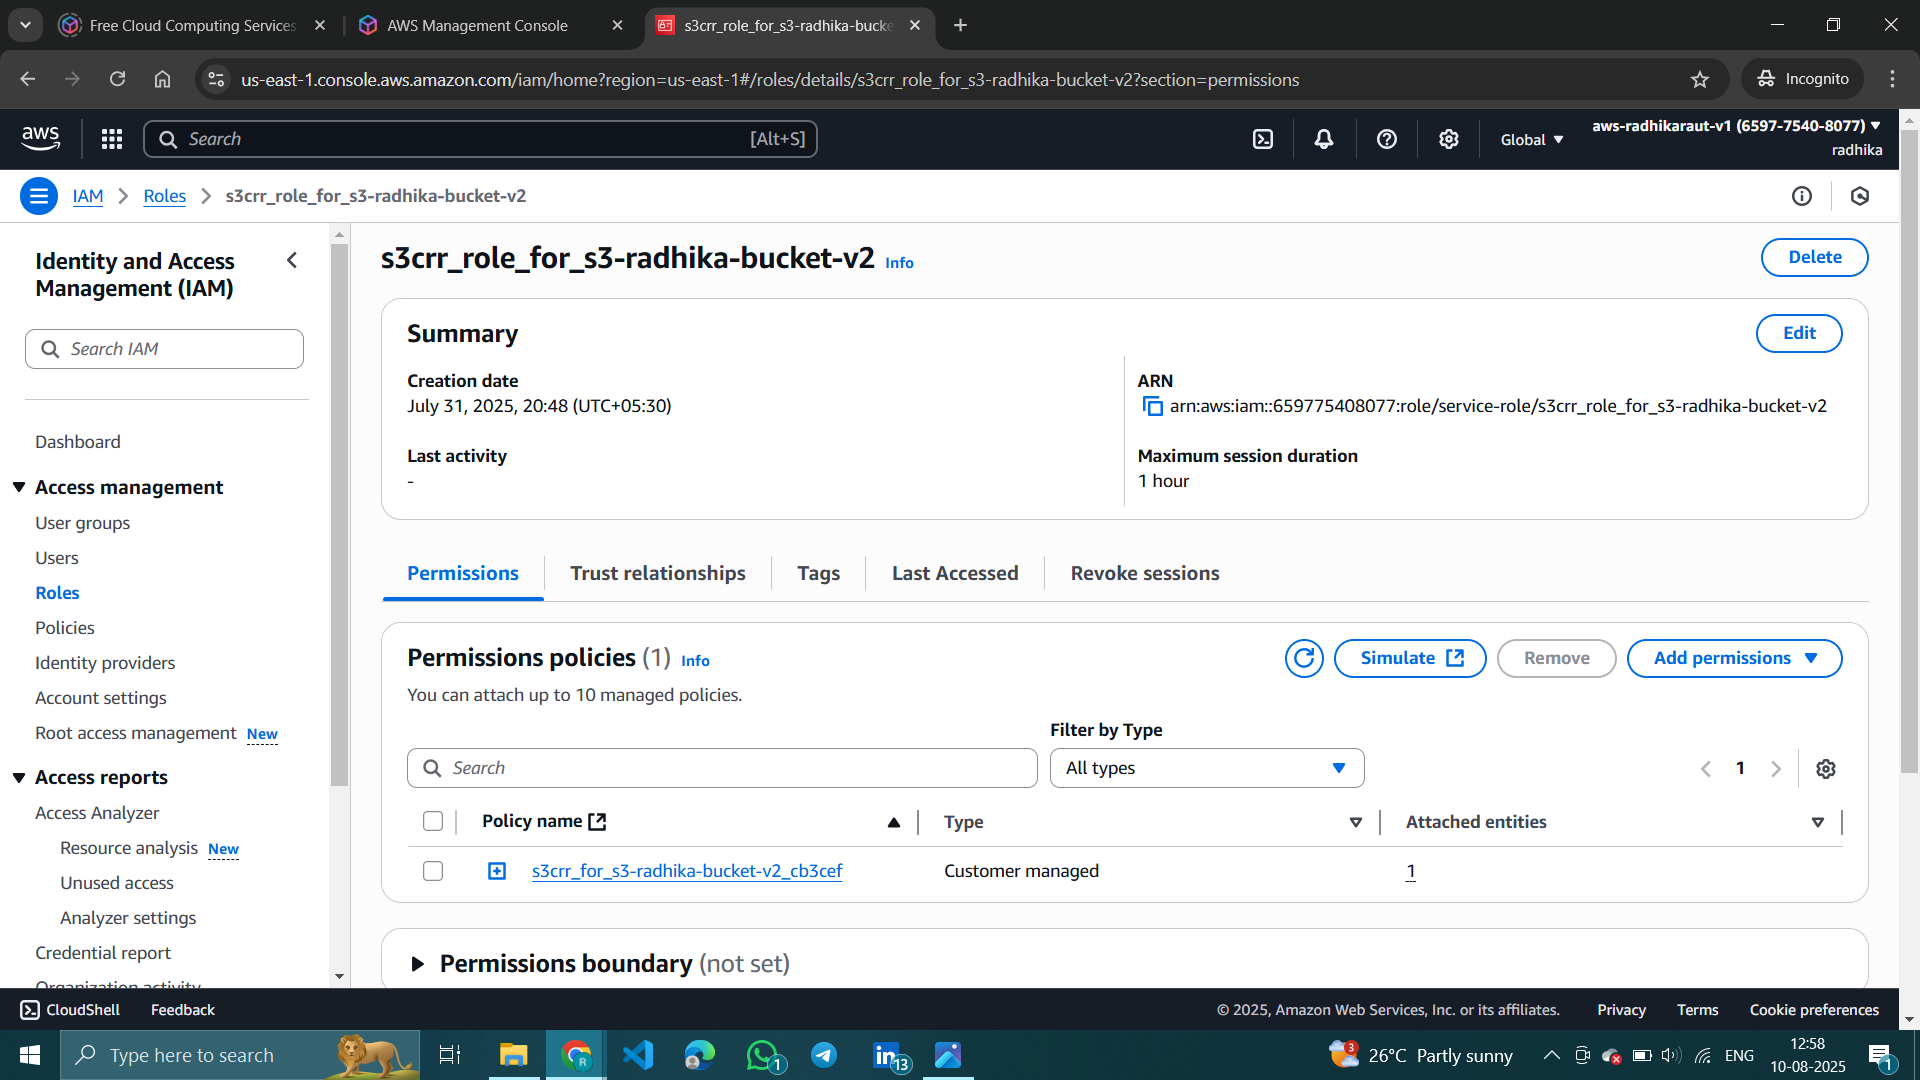 Free Cloud Computing Services
AWS Management Console
s3crr_role_for_s3-radhika-bucke
us-east-1.console.aws.amazon.com/iam/home?region=us-east-1#/roles/details/s3crr_role_for_s3-radhika-bucket-v2?section=permissions
Incognito
aws
Search
[Alt+S]
Global
aws-radhikaraut-v1 (6597-7540-8077)
radhika
IAM
Roles
s3crr_role_for_s3-radhika-bucket-v2
Identity and Access
Management (IAM)
Search IAM
Dashboard
Access management
User groups
Users
Roles
Policies
Identity providers
Account settings
Root access management New
Access reports
Access Analyzer
Resource analysis New
Unused access
Analyzer settings
Credential report
Organization activity
s3crr_role_for_s3-radhika-bucket-v2 Info
Delete
Summary
Edit
Creation date
July 31, 2025, 20:48 (UTC+05:30)
ARN
arn:aws:iam::659775408077:role/service-role/s3crr_role_for_s3-radhika-bucket-v2
Last activity
-
Maximum session duration
1 hour
Permissions
Trust relationships
Tags
Last Accessed
Revoke sessions
Permissions policies (1) Info
You can attach up to 10 managed policies.
Simulate
Remove
Add permissions
Filter by Type
Search
All types
1
Policy name
Type
Attached entities
s3crr_for_s3-radhika-bucket-v2_cb3cef
Customer managed
1
Permissions boundary (not set)
CloudShell
Feedback
© 2025, Amazon Web Services, Inc. or its affiliates.
Privacy
Terms
Cookie preferences
Type here to search
R
1
13
3
26°C Partly sunny
ENG
12:58
10-08-2025
1